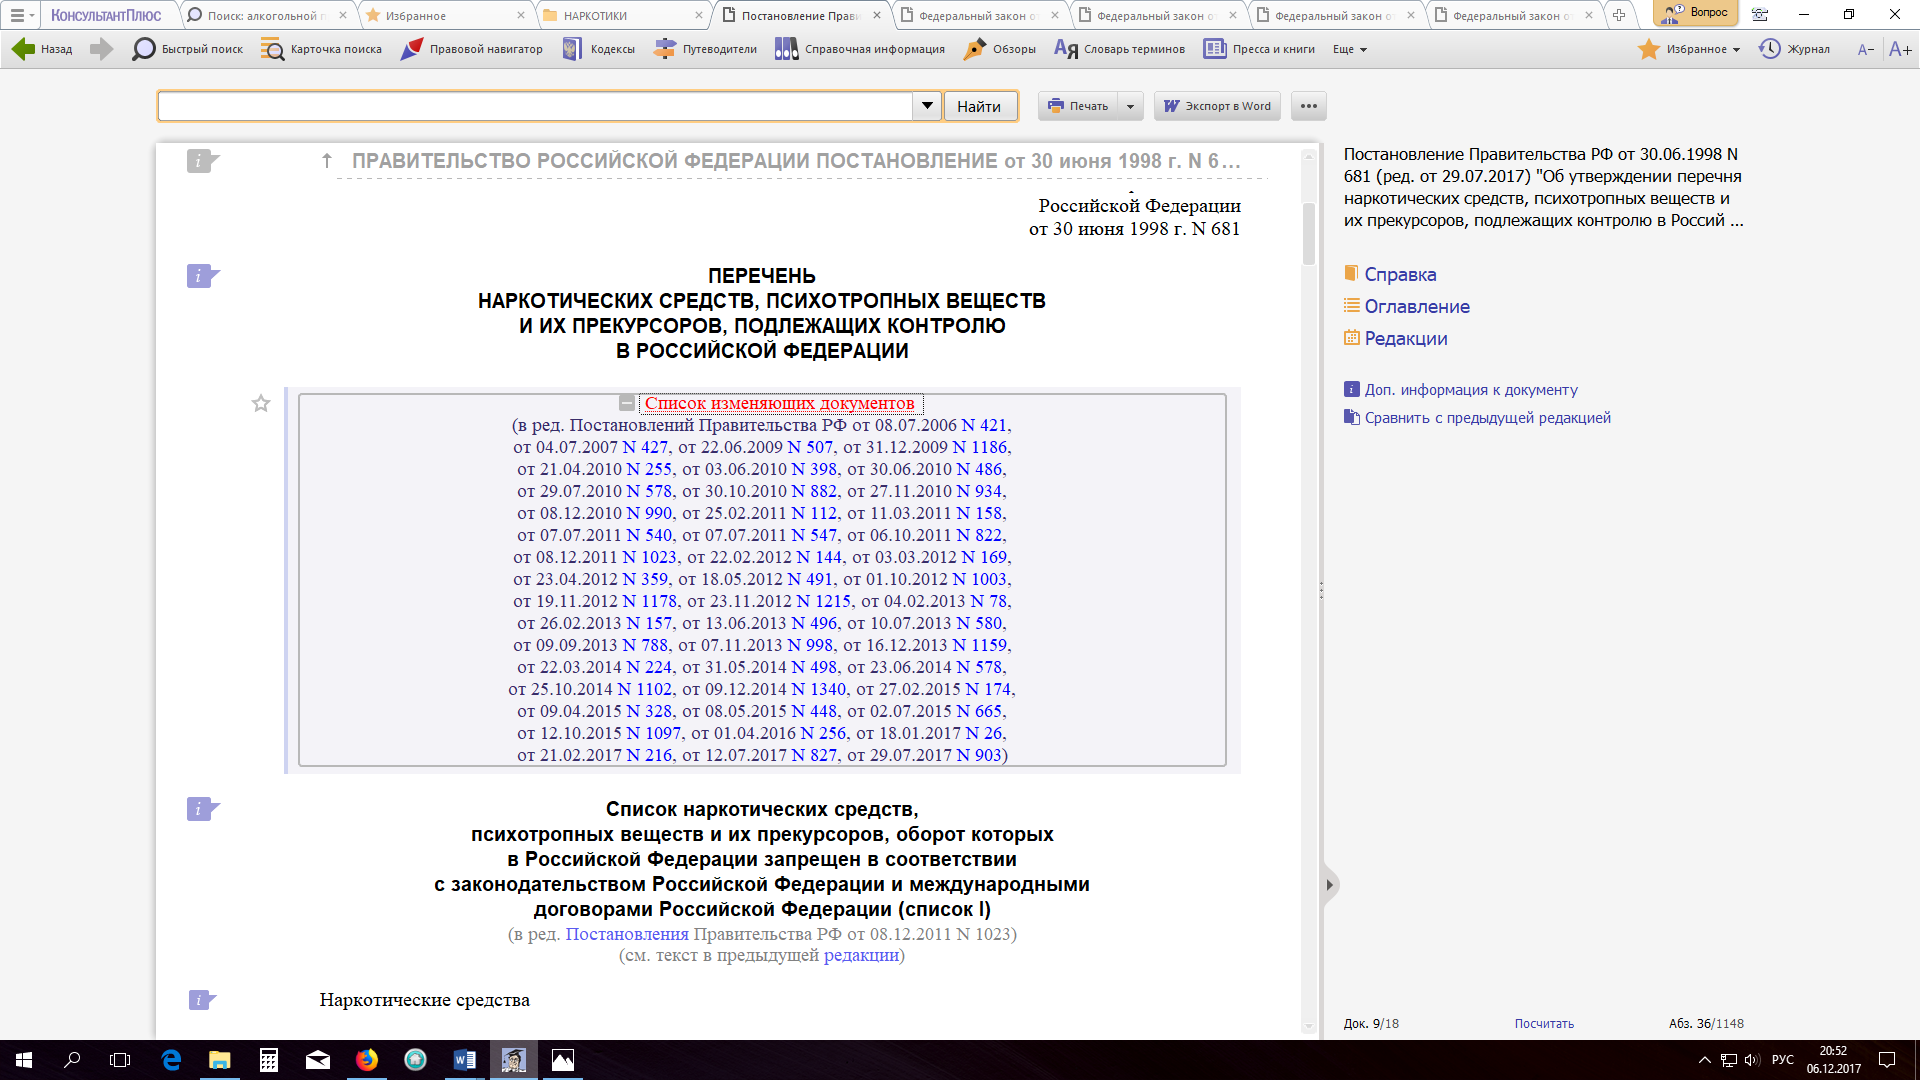 КонсультантПлюс
Поиск: алкогольной п
Избранное
НАРКОТИКИ
Постановление Прави
Федеральный закон от
Федеральный закон от
Федеральный закон от
Федеральный закон от
Вопрос
Назад
Быстрый поиск
Карточка поиска
Правовой навигатор
Кодексы
Путеводители
Справочная информация
Обзоры
Словарь терминов
Пресса и книги
Еще
Избранное
Журнал
A−
A+
Найти
Печать
Экспорт в Word
ПРАВИТЕЛЬСТВО РОССИЙСКОЙ ФЕДЕРАЦИИ ПОСТАНОВЛЕНИЕ от 30 июня 1998 г. N 6…
Российской Федерации
от 30 июня 1998 г. N 681
ПЕРЕЧЕНЬ
НАРКОТИЧЕСКИХ СРЕДСТВ, ПСИХОТРОПНЫХ ВЕЩЕСТВ
И ИХ ПРЕКУРСОРОВ, ПОДЛЕЖАЩИХ КОНТРОЛЮ
В РОССИЙСКОЙ ФЕДЕРАЦИИ
Список изменяющих документов
(в ред. Постановлений Правительства РФ от 08.07.2006 N 421,
от 04.07.2007 N 427, от 22.06.2009 N 507, от 31.12.2009 N 1186,
от 21.04.2010 N 255, от 03.06.2010 N 398, от 30.06.2010 N 486,
от 29.07.2010 N 578, от 30.10.2010 N 882, от 27.11.2010 N 934,
от 08.12.2010 N 990, от 25.02.2011 N 112, от 11.03.2011 N 158,
от 07.07.2011 N 540, от 07.07.2011 N 547, от 06.10.2011 N 822,
от 08.12.2011 N 1023, от 22.02.2012 N 144, от 03.03.2012 N 169,
от 23.04.2012 N 359, от 18.05.2012 N 491, от 01.10.2012 N 1003,
от 19.11.2012 N 1178, от 23.11.2012 N 1215, от 04.02.2013 N 78,
от 26.02.2013 N 157, от 13.06.2013 N 496, от 10.07.2013 N 580,
от 09.09.2013 N 788, от 07.11.2013 N 998, от 16.12.2013 N 1159,
от 22.03.2014 N 224, от 31.05.2014 N 498, от 23.06.2014 N 578,
от 25.10.2014 N 1102, от 09.12.2014 N 1340, от 27.02.2015 N 174,
от 09.04.2015 N 328, от 08.05.2015 N 448, от 02.07.2015 N 665,
от 12.10.2015 N 1097, от 01.04.2016 N 256, от 18.01.2017 N 26,
от 21.02.2017 N 216, от 12.07.2017 N 827, от 29.07.2017 N 903)
Список наркотических средств,
психотропных веществ и их прекурсоров, оборот которых
в Российской Федерации запрещен в соответствии
с законодательством Российской Федерации и международными
договорами Российской Федерации (список I)
(в ред. Постановления Правительства РФ от 08.12.2011 N 1023)
(см. текст в предыдущей редакции)
Наркотические средства
Постановление Правительства РФ от 30.06.1998 N
681 (ред. от 29.07.2017) "Об утверждении перечня
наркотических средств, психотропных веществ и
их прекурсоров, подлежащих контролю в Россий ...
Справка
Оглавление
Редакции
Доп. информация к документу
Сравнить с предыдущей редакцией
Док. 9/18
Посчитать
Абз. 36/1148
РУС
20:52
06.12.2017